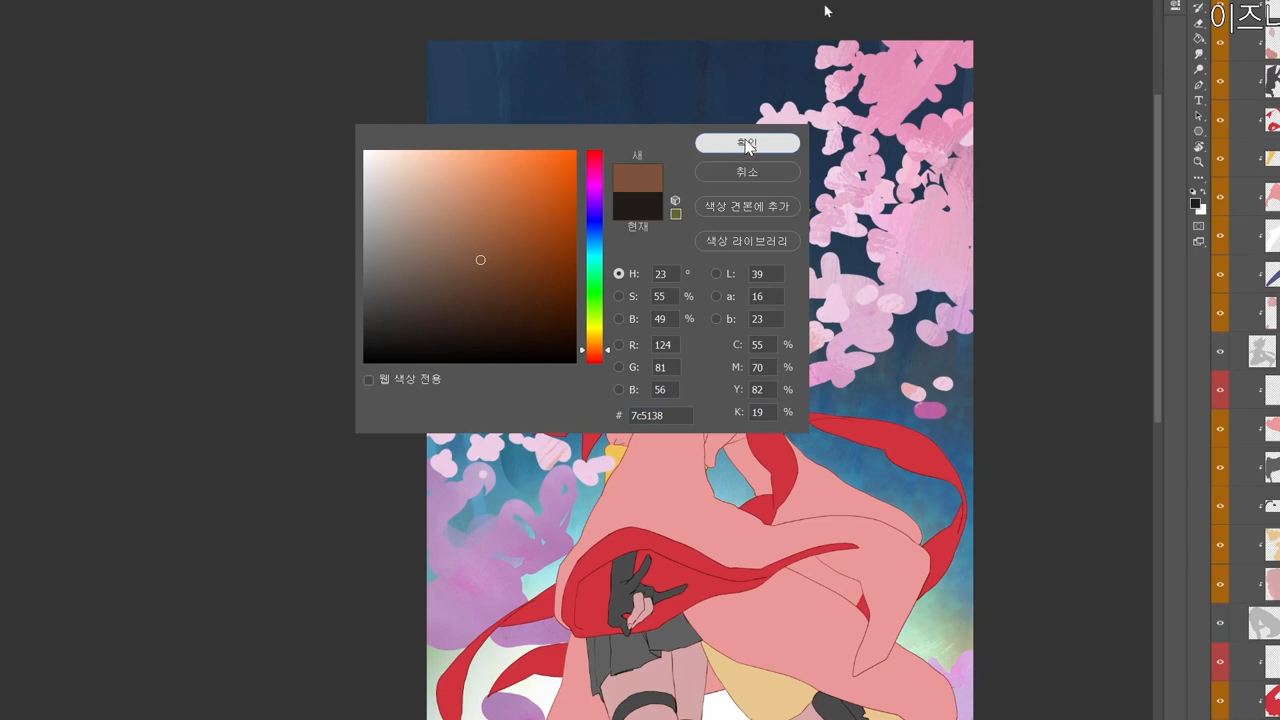 이즈
확인
새
취소
현재
색상 견본에 추가
색상 라이브러리
H: 23 ° L: 39
S: 55 % a: 16
B: 49 % b: 23
R: 124 C: 55 %
G: 81 M: 70 %
B: 56 Y: 82 %
# 7c5138 K: 19 %
웹 색상 전용